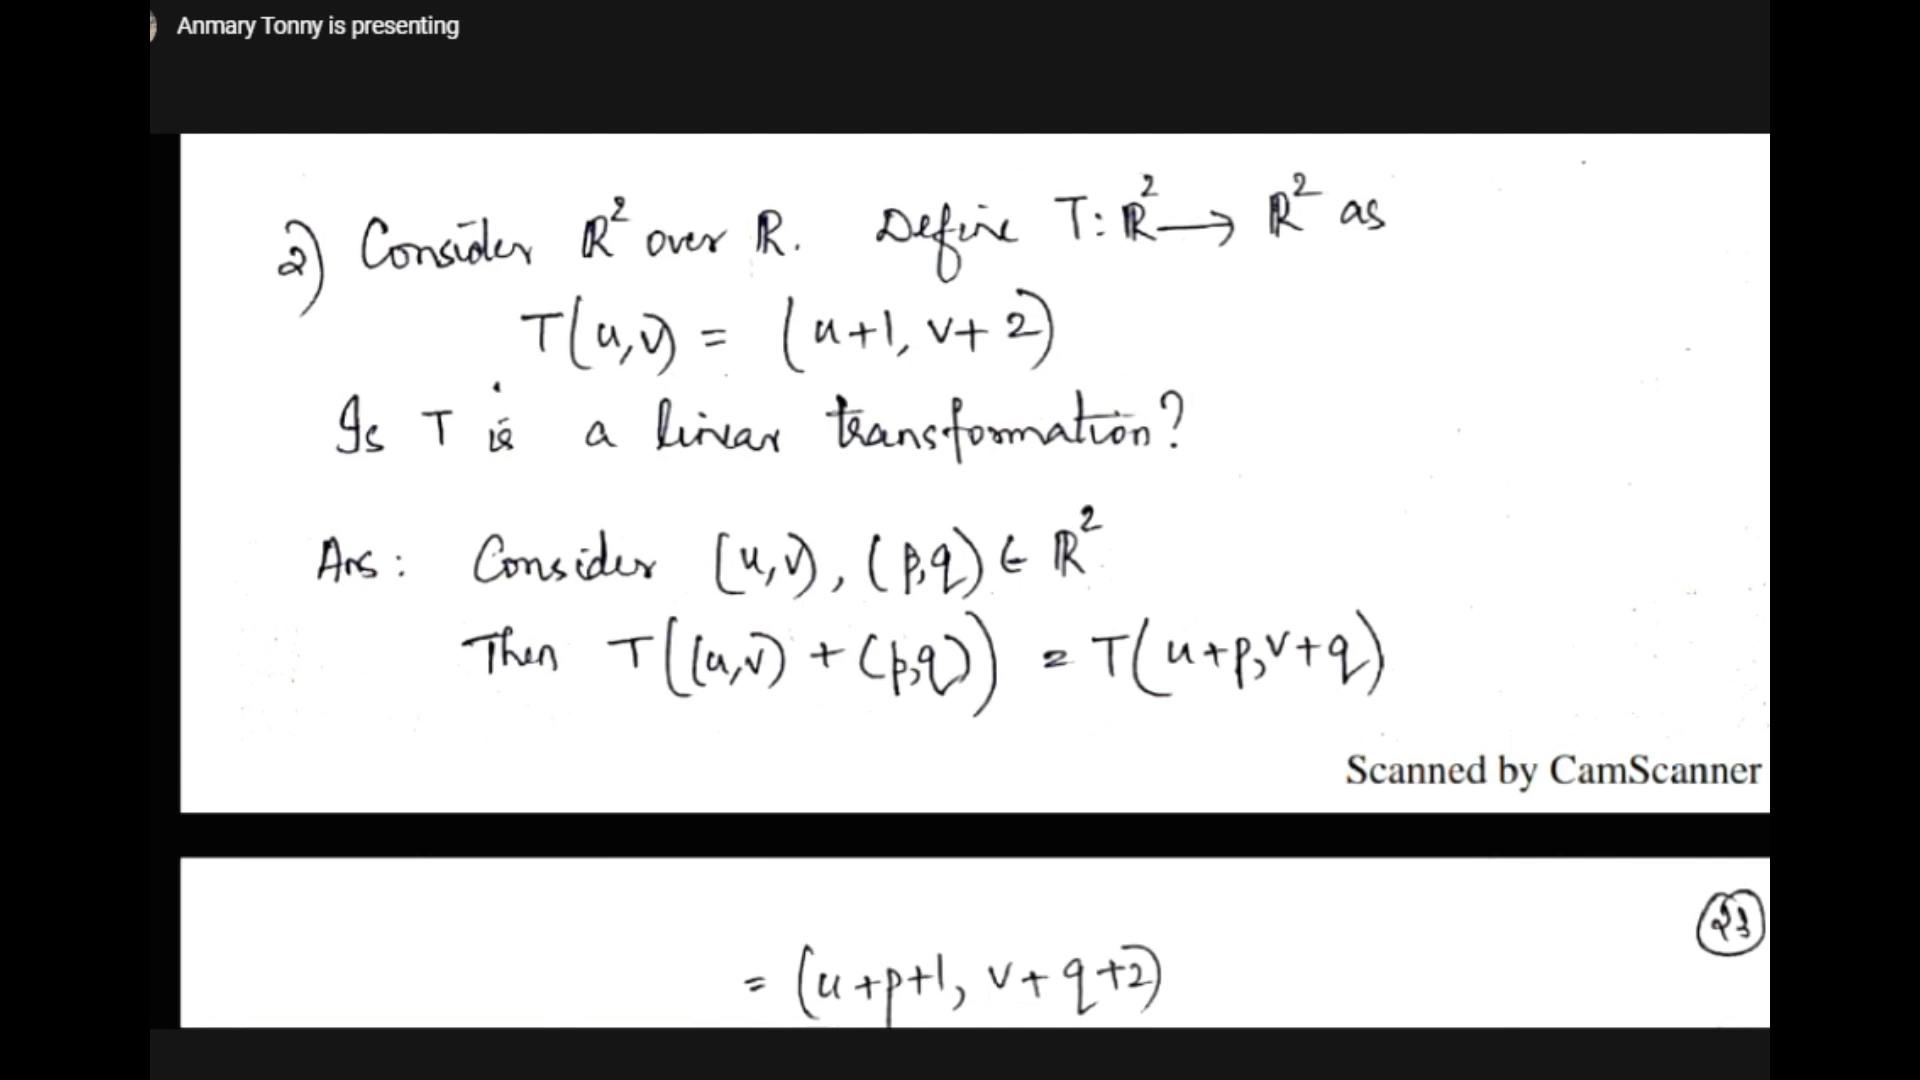 Anmary Tonny is presenting
2) Consider R² over R. Define T: R² → R² as
T(u,v) = (u+1, v+2)
Is T is a linear transformation?
Ans: Consider (u,v), (p,q) ∈ R²
Then T((u,v) + (p,q)) = T(u+p, v+q)
Scanned by CamScanner
23
= (u+p+1, v+q+2)